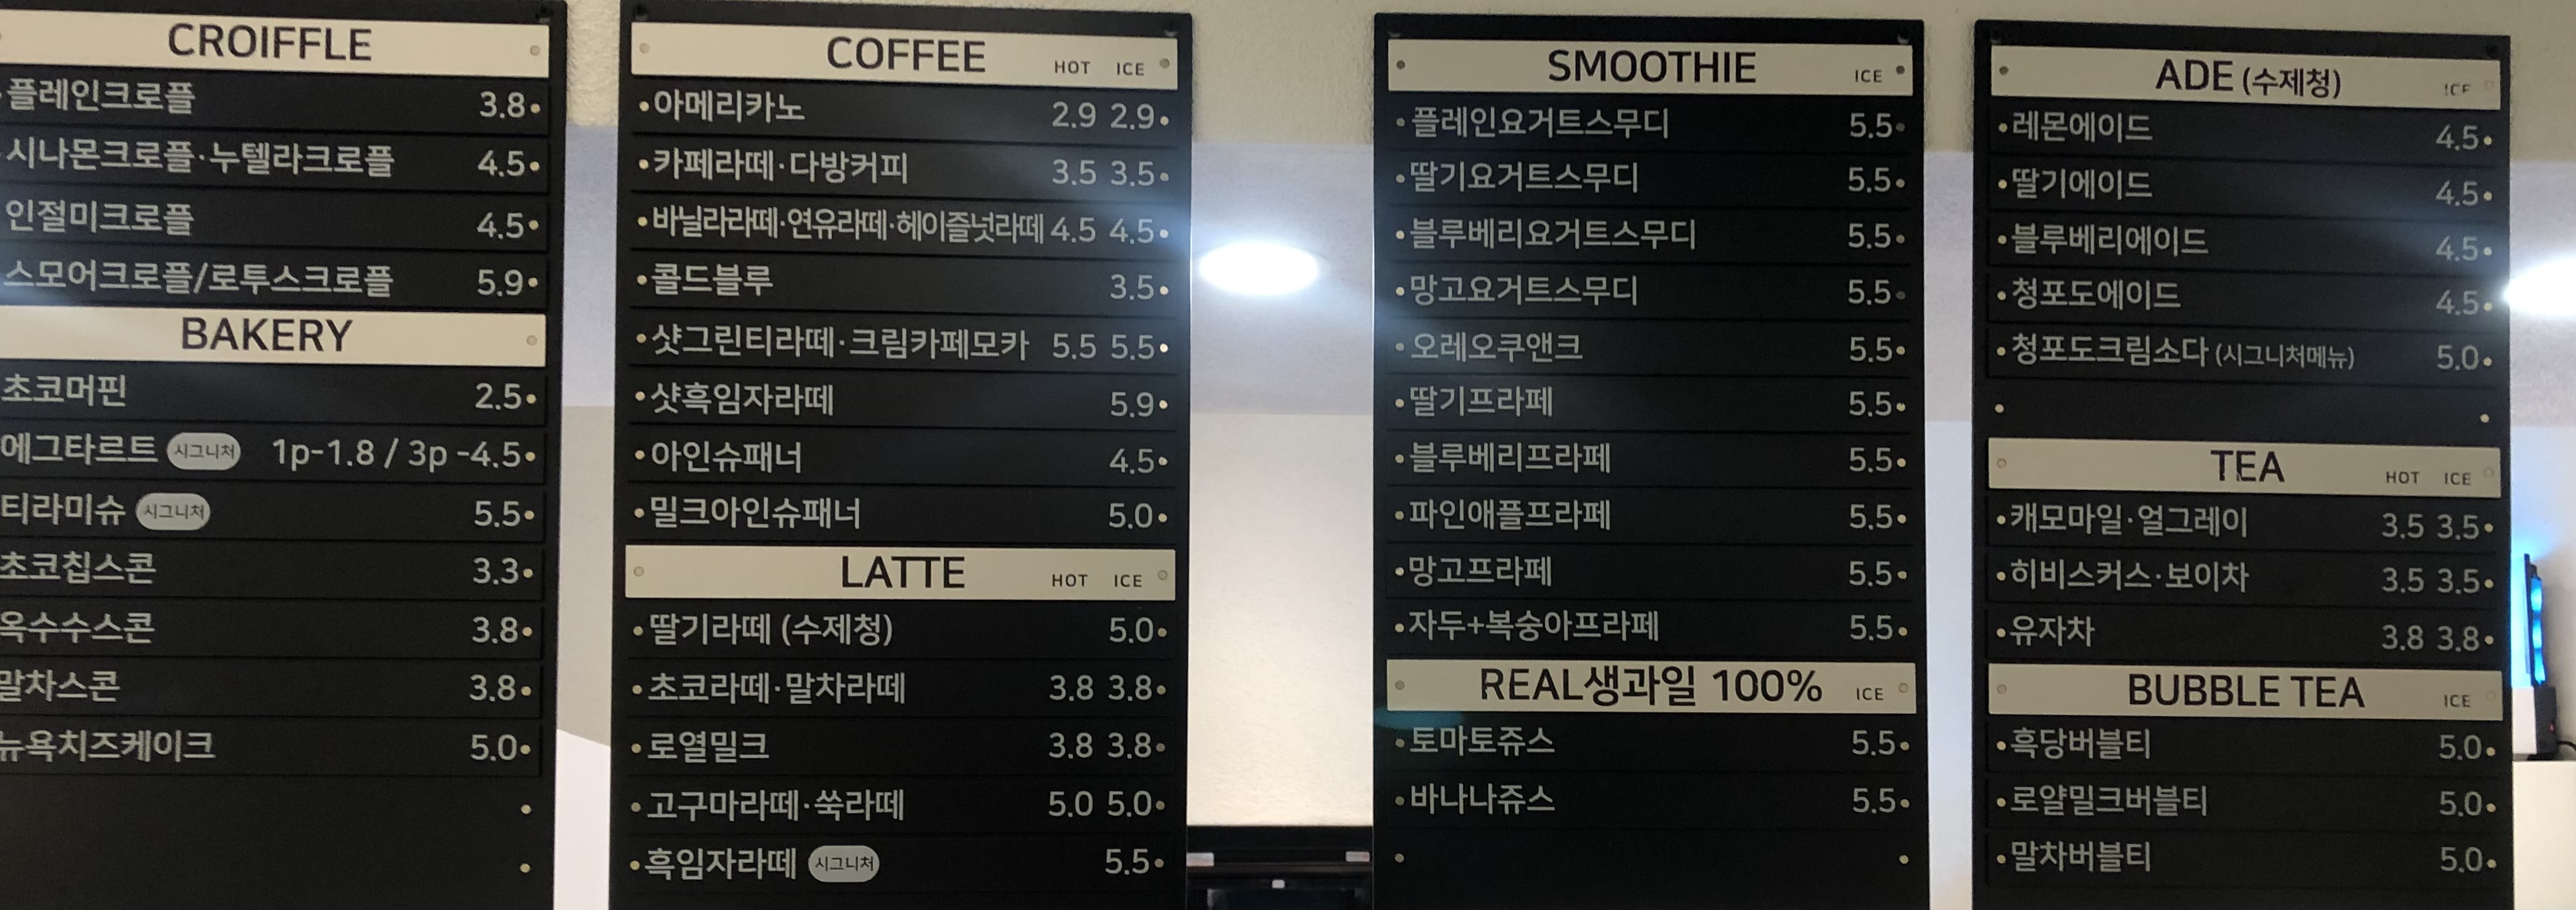 CROIFFLE
플레인크로플 3.8
시나몬크로플·누텔라크로플 4.5
인절미크로플 4.5
스모어크로플/로투스크로플 5.9
BAKERY
초코머핀 2.5
에그타르트 시그니처 1p-1.8 / 3p -4.5
티라미슈 시그니처 5.5
초코칩스콘 3.3
옥수수스콘 3.8
말차스콘 3.8
뉴욕치즈케이크 5.0
COFFEE HOT ICE
아메리카노 2.9 2.9
카페라떼·다방커피 3.5 3.5
바닐라라떼·연유라떼·헤이즐넛라떼 4.5 4.5
콜드블루 3.5
샷그린티라떼·크림카페모카 5.5 5.5
샷흑임자라떼 5.9
아인슈패너 4.5
밀크아인슈패너 5.0
LATTE HOT ICE
딸기라떼 (수제청) 5.0
초코라떼·말차라떼 3.8 3.8
로열밀크 3.8 3.8
고구마라떼·쑥라떼 5.0 5.0
흑임자라떼 시그니처 5.5
SMOOTHIE ICE
플레인요거트스무디 5.5
딸기요거트스무디 5.5
블루베리요거트스무디 5.5
망고요거트스무디 5.5
오레오쿠앤크 5.5
딸기프라페 5.5
블루베리프라페 5.5
파인애플프라페 5.5
망고프라페 5.5
자두+복숭아프라페 5.5
REAL생과일 100% ICE
토마토쥬스 5.5
바나나쥬스 5.5
ADE (수제청) ICE
레몬에이드 4.5
딸기에이드 4.5
블루베리에이드 4.5
청포도에이드 4.5
청포도크림소다 (시그니처메뉴) 5.0
TEA HOT ICE
캐모마일·얼그레이 3.5 3.5
히비스커스·보이차 3.5 3.5
유자차 3.8 3.8
BUBBLE TEA ICE
흑당버블티 5.0
로얄밀크버블티 5.0
말차버블티 5.0